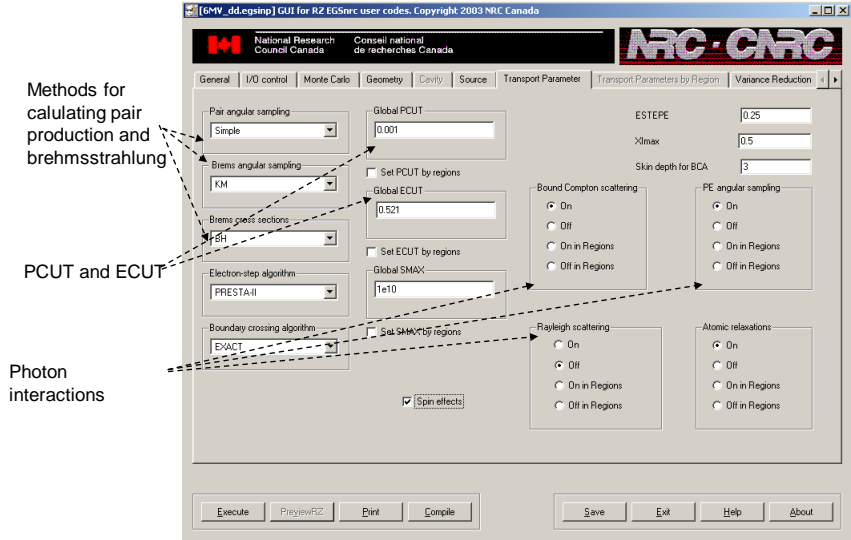 [6MV_dd.egsinp] GUI for RZ EGSnrc user codes. Copyright 2003 NRC Canada
National Research Council Canada
Conseil national de recherches Canada
NRC · CNRC
General I/O control Monte Carlo Geometry Cavity Source Transport Parameter Transport Parameters by Region Variance Reduction
Methods for
calulating pair
production and
brehmsstrahlung
PCUT and ECUT
Photon
interactions
Pair angular sampling
Simple
Brems angular sampling
KM
Brems cross sections
BH
Electron-step algorithm
PRESTA-II
Boundary crossing algorithm
EXACT
Global PCUT
0.001
Set PCUT by regions
Global ECUT
0.521
Set ECUT by regions
Global SMAX
1e10
Set SMAX by regions
Spin effects
ESTEPE 0.25
XImax 0.5
Skin depth for BCA 3
Bound Compton scattering
On
Off
On in Regions
Off in Regions
PE angular sampling
On
Off
On in Regions
Off in Regions
Rayleigh scattering
On
Off
On in Regions
Off in Regions
Atomic relaxations
On
Off
On in Regions
Off in Regions
Execute PreviewRZ Print Compile Save Exit Help About